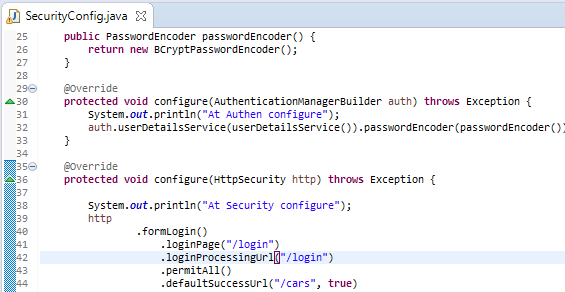 SecurityConfig.java
25 public PasswordEncoder passwordEncoder() {
26 return new BCryptPasswordEncoder();
27 }
28
29 @Override
30 protected void configure(AuthenticationManagerBuilder auth) throws Exception {
31 System.out.println("At Authen configure");
32 auth.userDetailsService(userDetailsService()).passwordEncoder(passwordEncoder())
33 }
34
35 @Override
36 protected void configure(HttpSecurity http) throws Exception {
37
38 System.out.println("At Security configure");
39 http
40 .formLogin()
41 .loginPage("/login")
42 .loginProcessingUrl("/login")
43 .permitAll()
44 .defaultSuccessUrl("/cars", true)